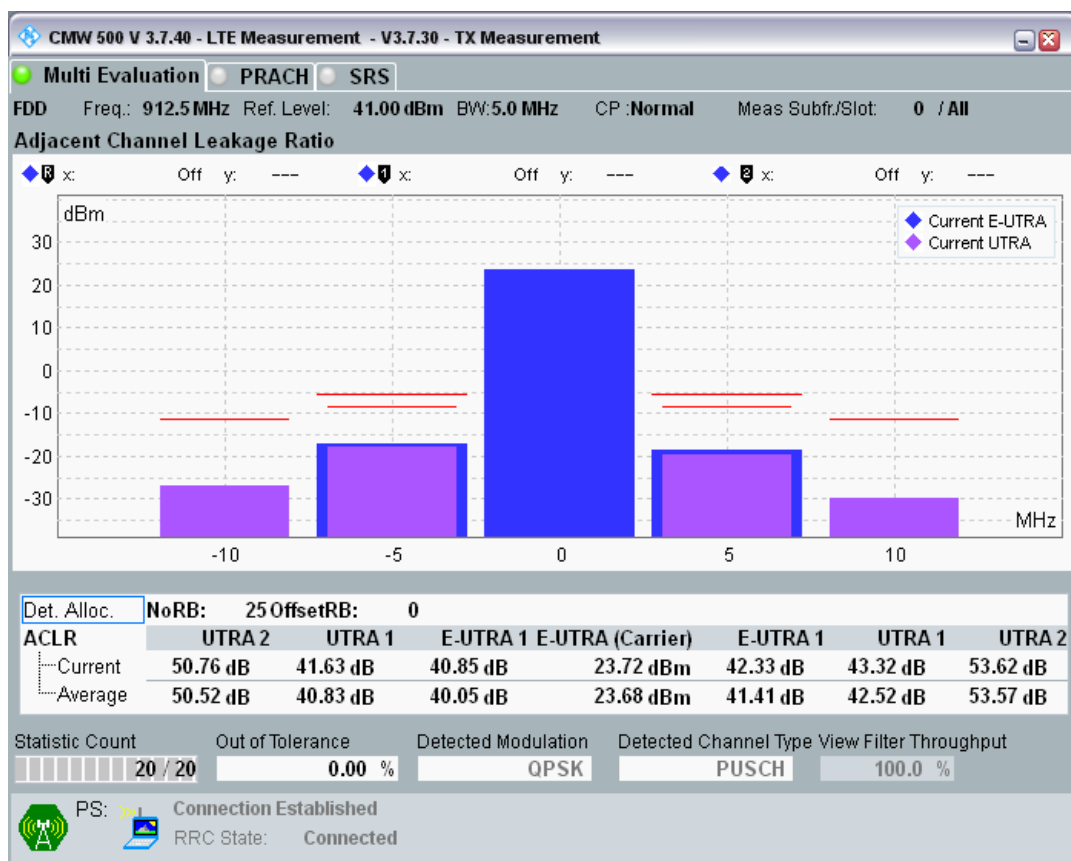 CMW 500 V 3.7.40 - LTE Measurement - V3.7.30 - TX Measurement
Multi Evaluation PRACH SRS
FDD Freq.: 912.5 MHz Ref. Level: 41.00 dBm BW:5.0 MHz CP :Normal Meas Subfr./Slot: 0 / All
Adjacent Channel Leakage Ratio
R x: Off y: --- 1 x: Off y: --- 2 x: Off y: ---
dBm
Current E-UTRA
Current UTRA
30
20
10
0
-10
-20
-30
MHz
-10 -5 0 5 10
Det. Alloc. NoRB: 25 OffsetRB: 0
ACLR UTRA 2 UTRA 1 E-UTRA 1 E-UTRA (Carrier) E-UTRA 1 UTRA 1 UTRA 2
Current 50.76 dB 41.63 dB 40.85 dB 23.72 dBm 42.33 dB 43.32 dB 53.62 dB
Average 50.52 dB 40.83 dB 40.05 dB 23.68 dBm 41.41 dB 42.52 dB 53.57 dB
Statistic Count Out of Tolerance Detected Modulation Detected Channel Type View Filter Throughput
20 / 20 0.00 % QPSK PUSCH 100.0 %
PS: Connection Established
RRC State: Connected